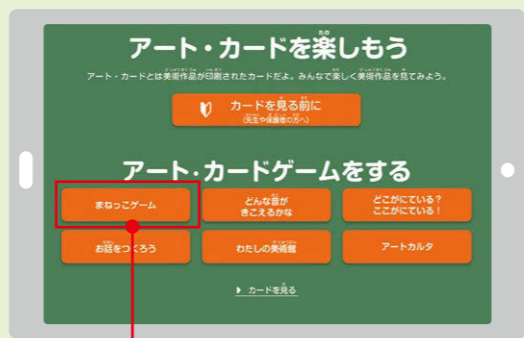 アート・カードを楽しもう
アート・カードとは美術作品が印刷されたカードだよ。みんなで楽しく美術作品を見てみよう。
カードを見る前に
(先生や保護者の方へ)
アート・カードゲームをする
まねっこゲーム
どんな音が
きこえるかな
どこがにている?
ここがにている!
お話をつくろう
わたしの美術館
アートカルタ
カードを見る